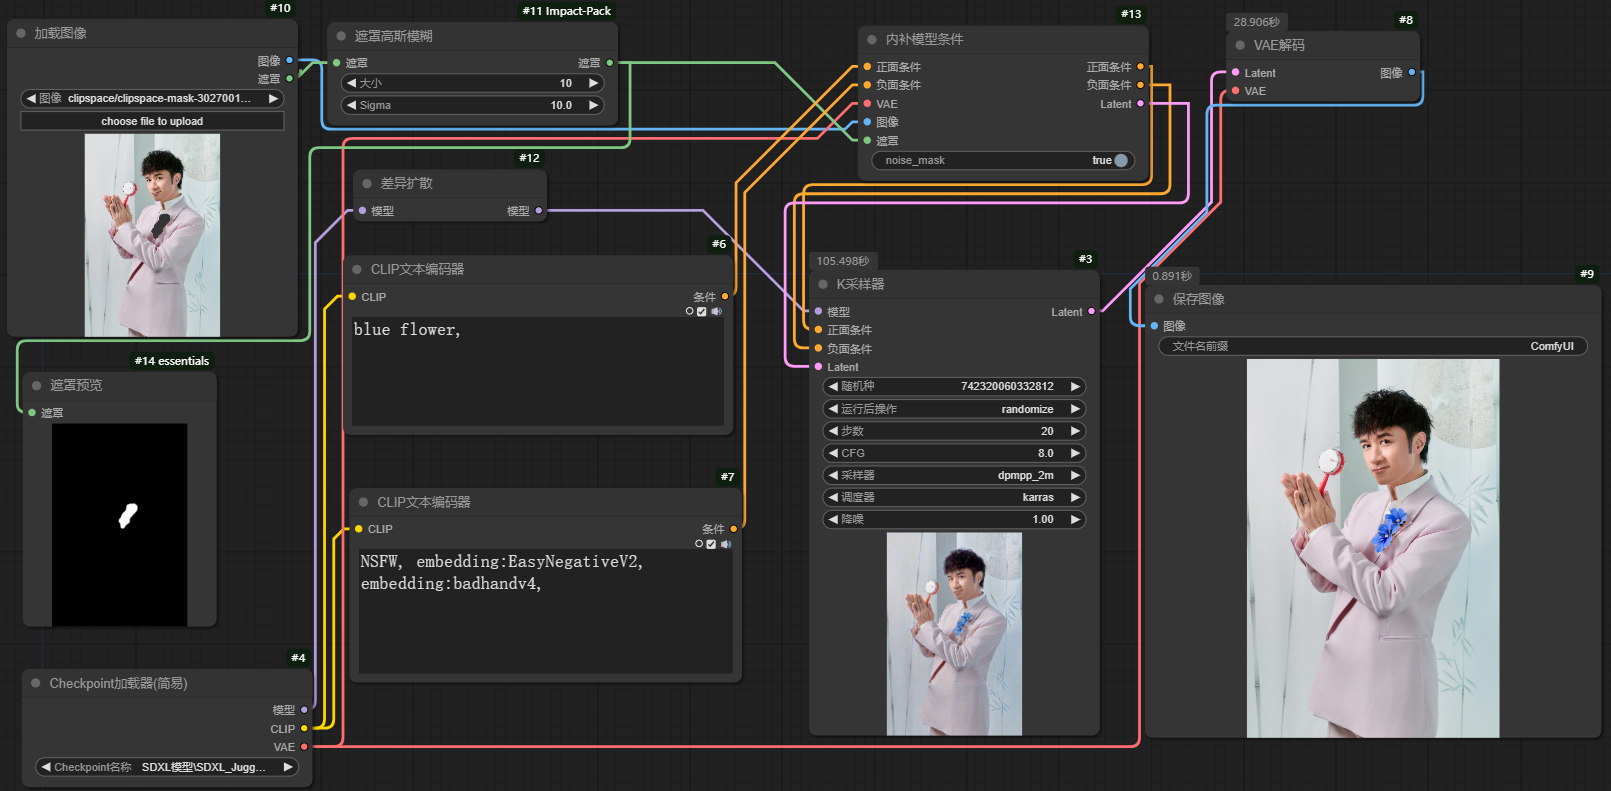 #10
加载图像
图像
遮罩
图像 clipspace/clipspace-mask-3027001...
choose file to upload
#11 Impact-Pack
遮罩高斯模糊
遮罩 遮罩
大小 10
Sigma 10.0
#12
差异扩散
模型 模型
#13
内补模型条件
正面条件 正面条件
负面条件 负面条件
VAE Latent
图像
遮罩
noise_mask true
28.906秒
#8
VAE解码
Latent 图像
VAE
#6
CLIP文本编码器
CLIP 条件
blue flower,
#14 essentials
遮罩预览
遮罩
#7
CLIP文本编码器
CLIP 条件
NSFW, embedding:EasyNegativeV2,
embedding:badhandv4,
#4
Checkpoint加载器(简易)
模型
CLIP
VAE
Checkpoint名称 SDXL模型\SDXL_Jugg...
105.498秒
#3
K采样器
模型 Latent
正面条件
负面条件
Latent
随机种 742320060332812
运行后操作 randomize
步数 20
CFG 8.0
采样器 dpmpp_2m
调度器 karras
降噪 1.00
0.891秒
#9
保存图像
图像
文件名前缀 ComfyUI